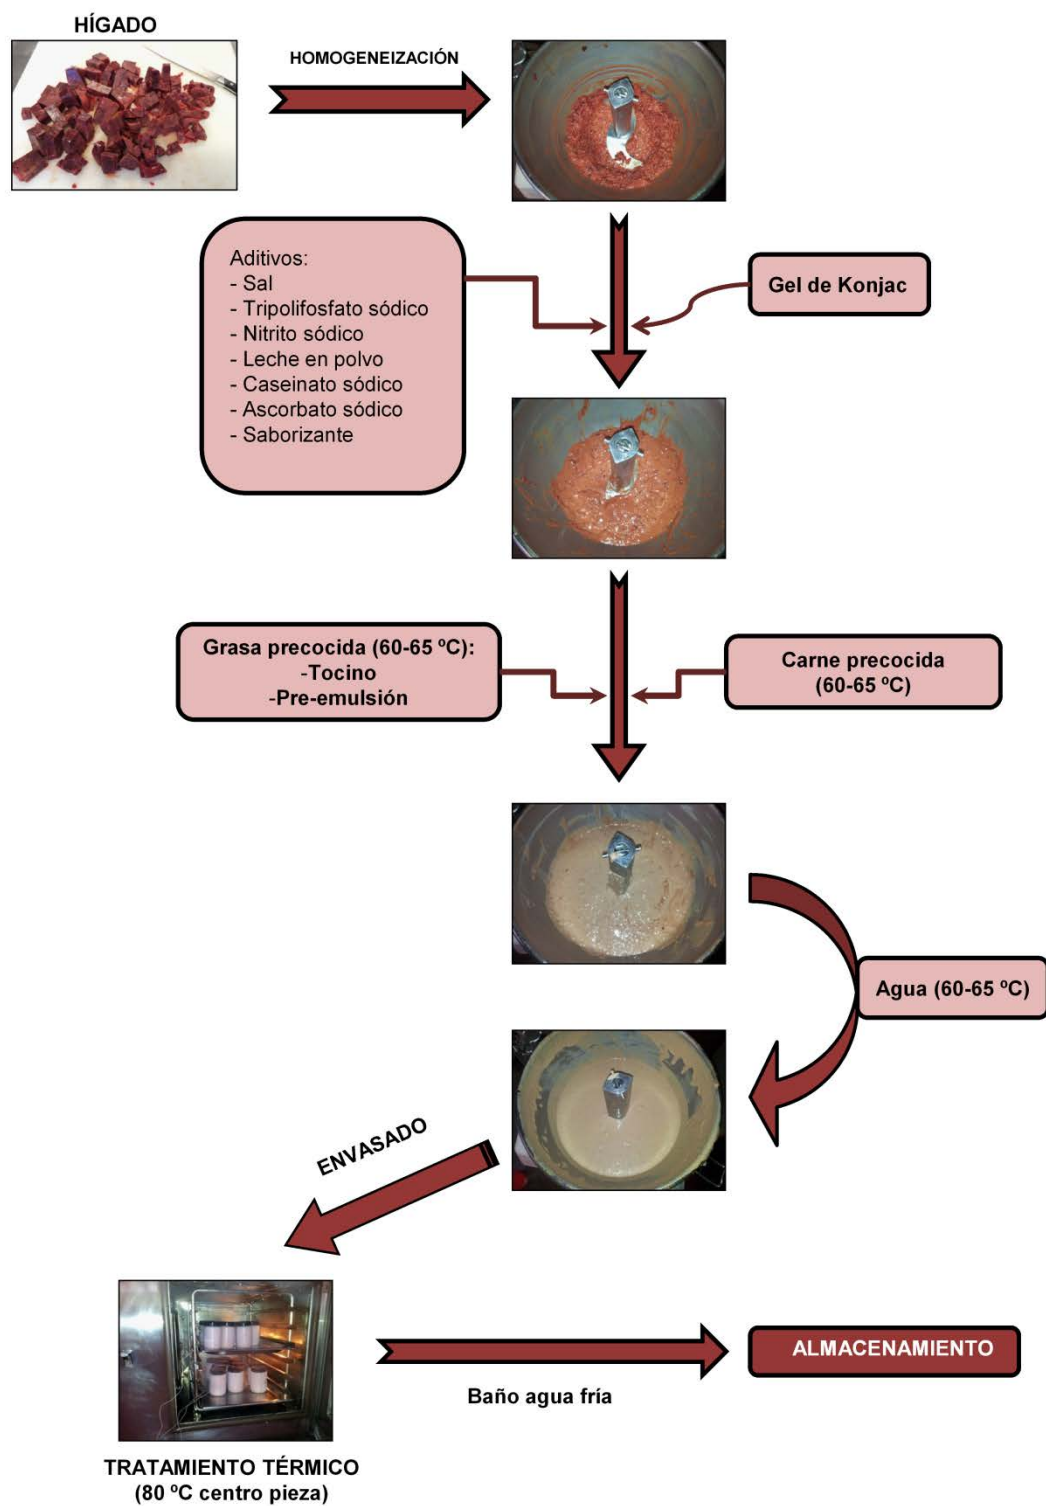 HÍGADO
HOMOGENEIZACIÓN
Aditivos:
- Sal
- Tripolifosfato sódico
- Nitrito sódico
- Leche en polvo
- Caseinato sódico
- Ascorbato sódico
- Saborizante
Gel de Konjac
Grasa precocida (60-65 ºC):
-Tocino
-Pre-emulsión
Carne precocida
(60-65 ºC)
Agua (60-65 ºC)
ENVASADO
TRATAMIENTO TÉRMICO
(80 ºC centro pieza)
Baño agua fría
ALMACENAMIENTO